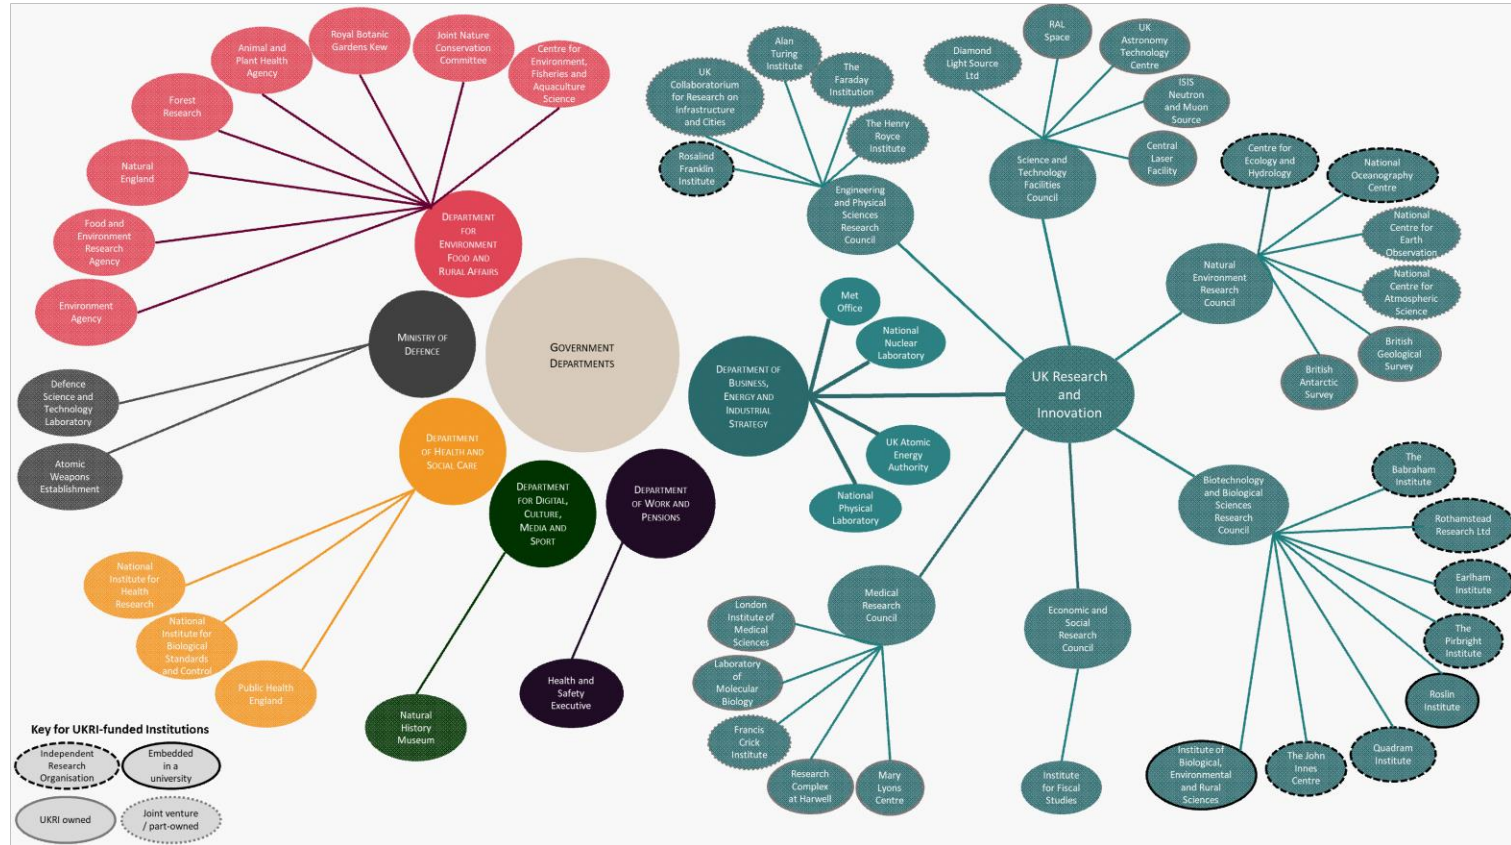 Royal Botanic
Gardens Kew
Joint Nature
Conservation
Committee
Animal and
Plant Health
Agency
Centre for
Environment,
Fisheries and
Aquaculture
Science
Forest
Research
Natural
England
Food and
Environment
Research
Agency
Environment
Agency
DEPARTMENT
FOR
ENVIRONMENT
FOOD AND
RURAL AFFAIRS
MINISTRY OF
DEFENCE
GOVERNMENT
DEPARTMENTS
Defence
Science and
Technology
Laboratory
Atomic
Weapons
Establishment
DEPARTMENT
OF HEALTH AND
SOCIAL CARE
DEPARTMENT
FOR DIGITAL,
CULTURE,
MEDIA AND
SPORT
DEPARTMENT
OF WORK AND
PENSIONS
National
Institute for
Health
Research
National
Institute for
Biological
Standards
and Control
Public Health
England
Natural
History
Museum
Health and
Safety
Executive
Key for UKRI-funded Institutions
Independent
Research
Organisation
Embedded
in a
university
UKRI owned
Joint venture
/ part-owned
UK
Collaboratorium
for Research on
Infrastructure
and Cities
Alan
Turing
Institute
The
Faraday
Institution
The Henry
Royce
Institute
Rosalind
Franklin
Institute
Engineering
and Physical
Sciences
Research
Council
Diamond
Light Source
Ltd
RAL
Space
UK
Astronomy
Technology
Centre
ISIS
Neutron
and Muon
Source
Central
Laser
Facility
Science and
Technology
Facilities
Council
Centre for
Ecology and
Hydrology
National
Oceanography
Centre
National
Centre for
Earth
Observation
National
Centre for
Atmospheric
Science
British
Geological
Survey
British
Antarctic
Survey
Natural
Environment
Research
Council
Met
Office
National
Nuclear
Laboratory
DEPARTMENT OF
BUSINESS,
ENERGY AND
INDUSTRIAL
STRATEGY
UK Atomic
Energy
Authority
National
Physical
Laboratory
UK Research
and
Innovation
Biotechnology
and Biological
Sciences
Research
Council
The
Babraham
Institute
Rothamstead
Research Ltd
Earlham
Institute
The
Pirbright
Institute
Roslin
Institute
Quadram
Institute
The John
Innes
Centre
Institute of
Biological,
Environmental
and Rural
Sciences
Medical
Research
Council
London
Institute of
Medical
Sciences
Laboratory
of
Molecular
Biology
Francis
Crick
Institute
Research
Complex
at Harwell
Mary
Lyons
Centre
Economic and
Social
Research
Council
Institute
for Fiscal
Studies